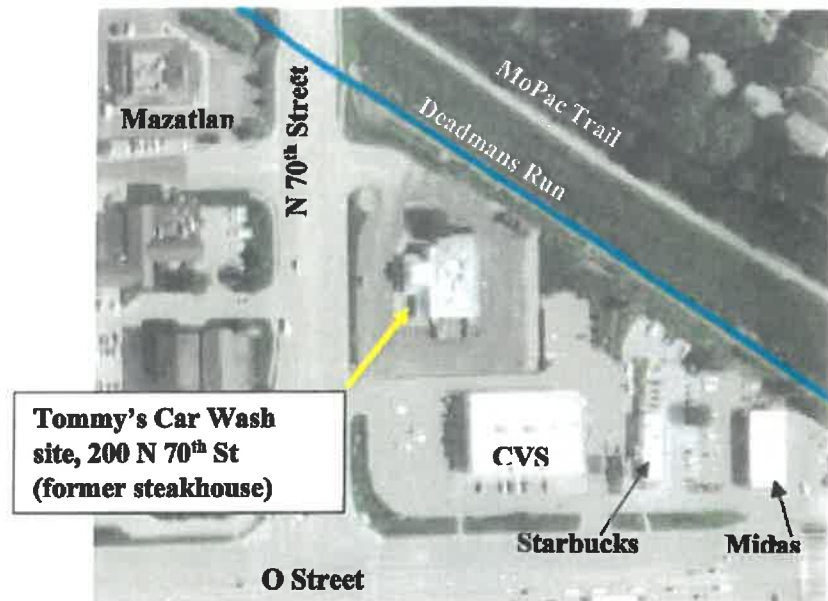 MoPac Trail
Mazatlan
N 70th Street
Deadmans Run
Tommy's Car Wash
site, 200 N 70th St
(former steakhouse)
CVS
Starbucks
Midas
O Street